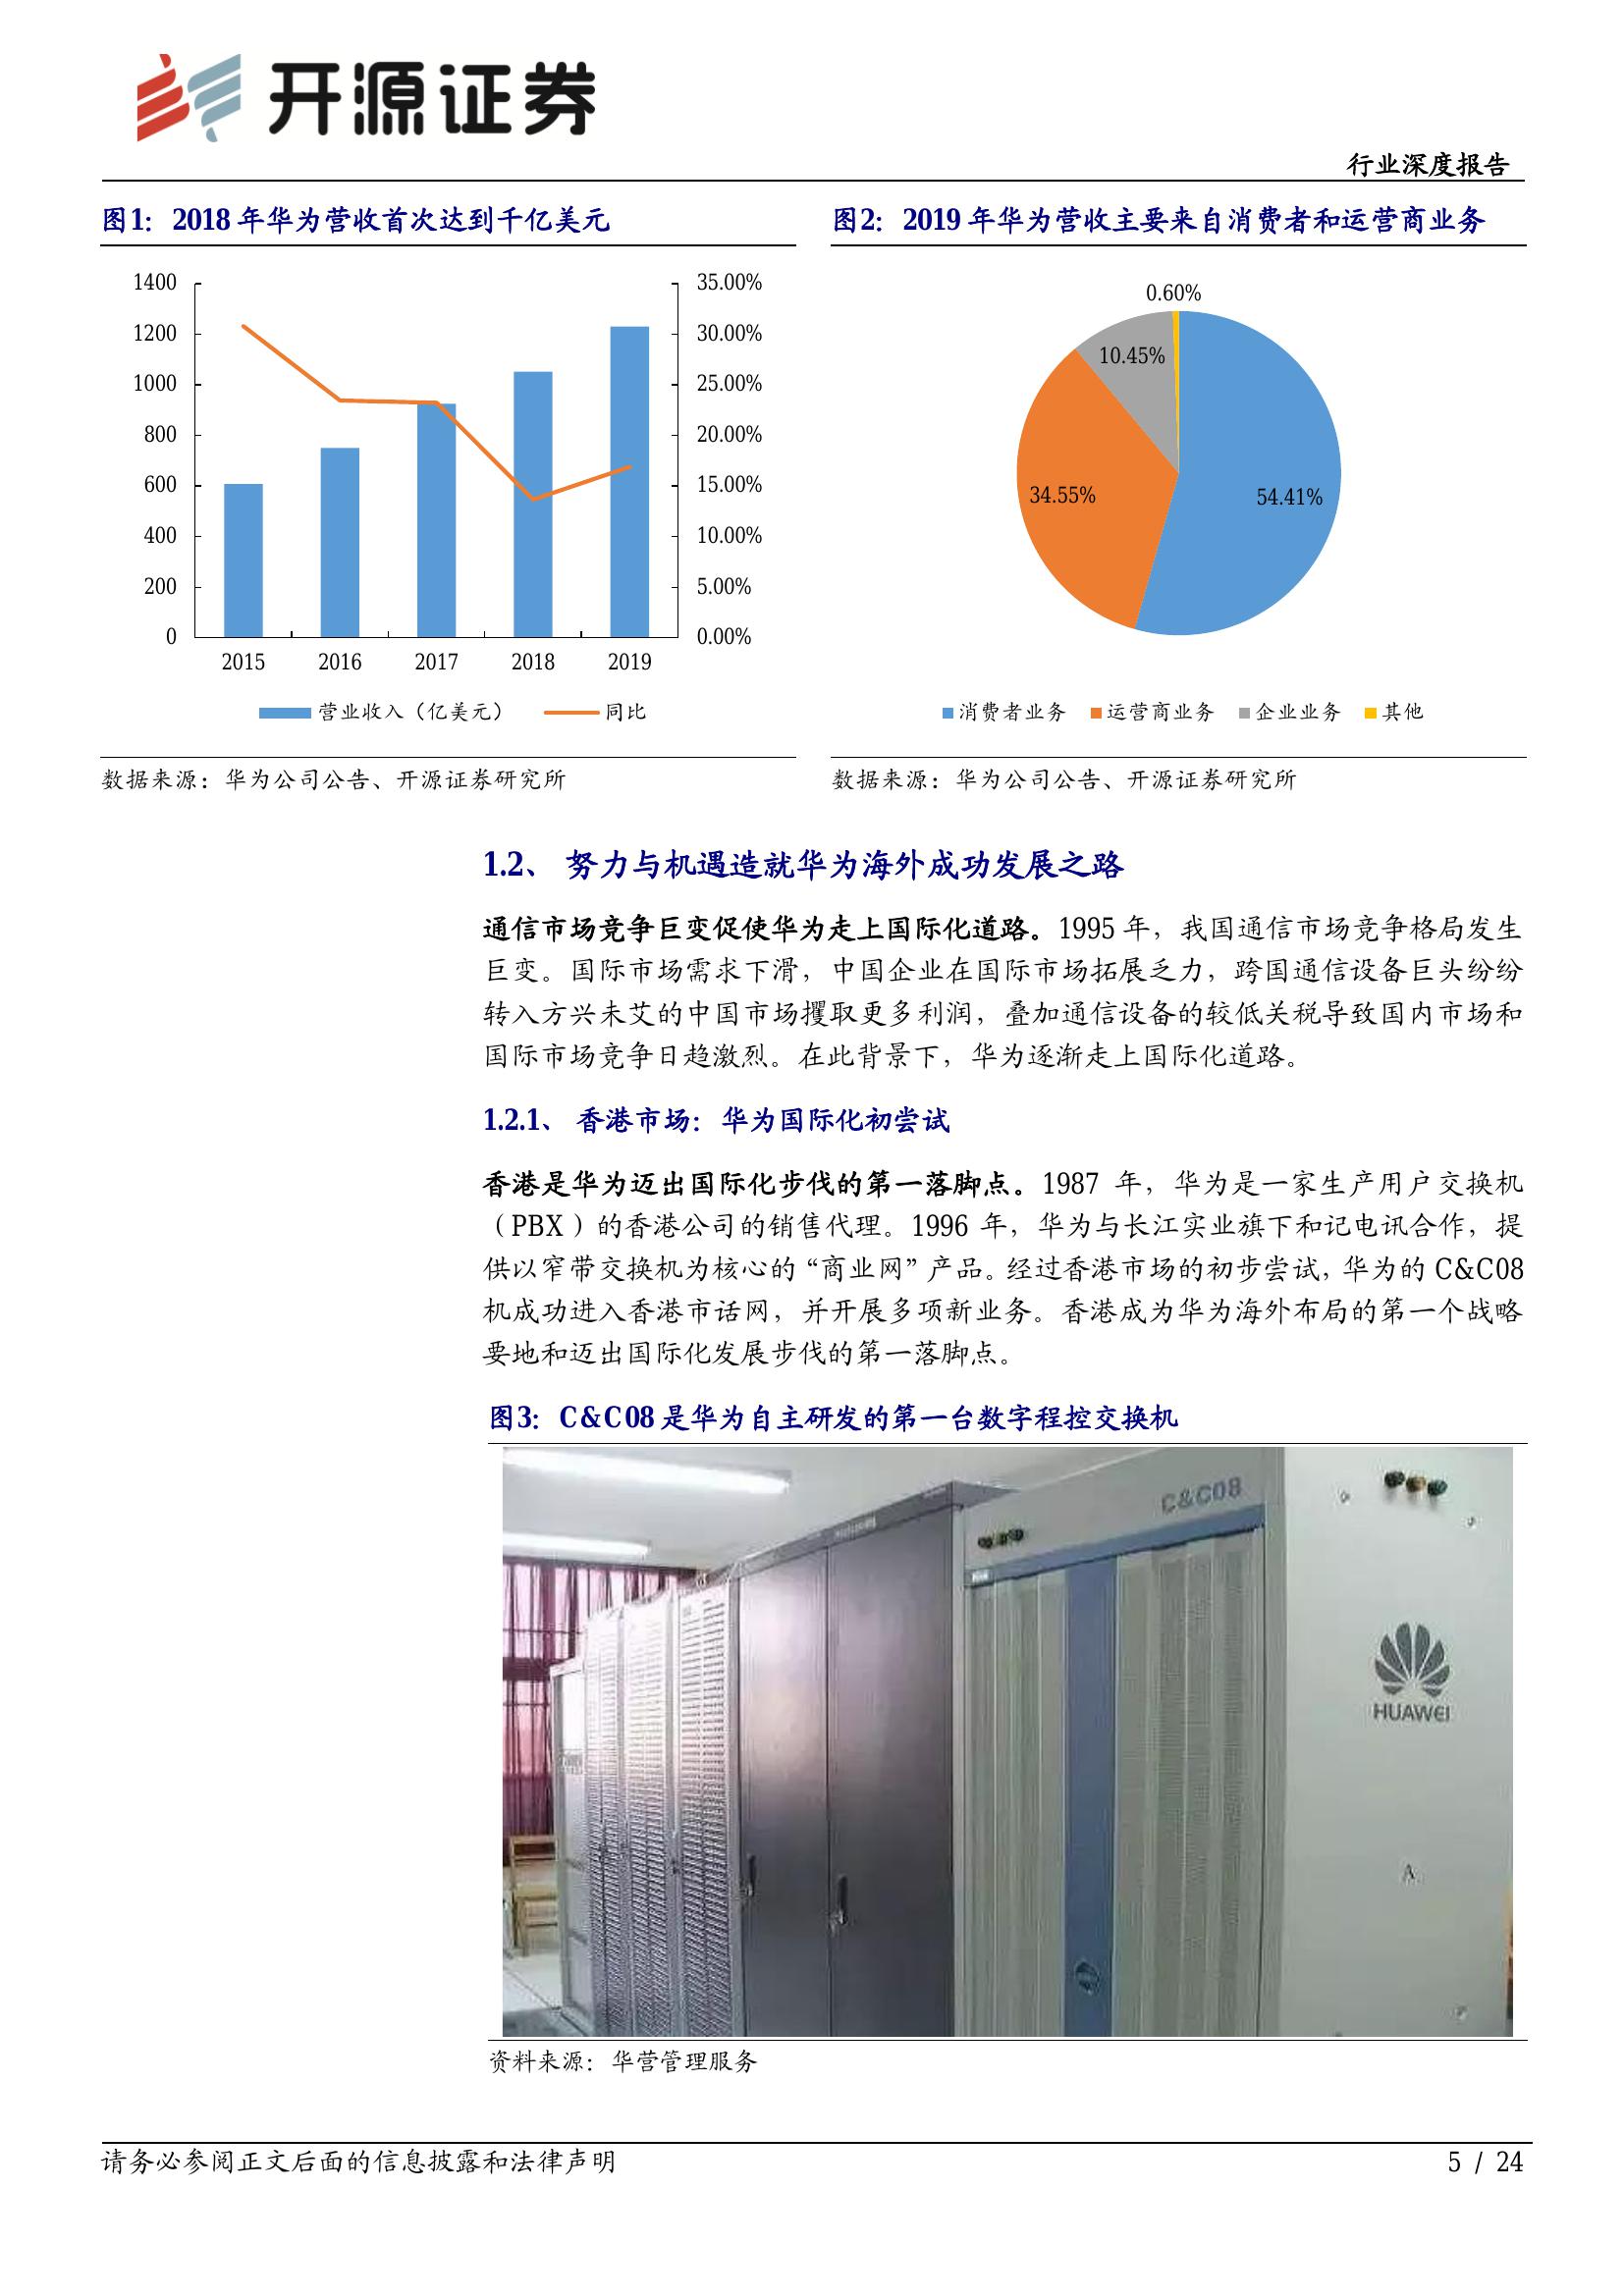 开源证券
行业深度报告
图1：2018年华为营收首次达到千亿美元
1400
1200
1000
800
600
400
200
0
35.00%
30.00%
25.00%
20.00%
15.00%
10.00%
5.00%
0.00%
2015 2016 2017 2018 2019
营业收入（亿美元） 同比
数据来源：华为公司公告、开源证券研究所
图2：2019年华为营收主要来自消费者和运营商业务
0.60%
10.45%
34.55%
54.41%
消费者业务 运营商业务 企业业务 其他
数据来源：华为公司公告、开源证券研究所
1.2、 努力与机遇造就华为海外成功发展之路
通信市场竞争巨变促使华为走上国际化道路。1995年，我国通信市场竞争格局发生
巨变。国际市场需求下滑，中国企业在国际市场拓展乏力，跨国通信设备巨头纷纷
转入方兴未艾的中国市场攫取更多利润，叠加通信设备的较低关税导致国内市场和
国际市场竞争日趋激烈。在此背景下，华为逐渐走上国际化道路。
1.2.1、 香港市场：华为国际化初尝试
香港是华为迈出国际化步伐的第一落脚点。1987 年，华为是一家生产用户交换机
（PBX）的香港公司的销售代理。1996 年，华为与长江实业旗下和记电讯合作，提
供以窄带交换机为核心的“商业网”产品。经过香港市场的初步尝试，华为的 C&C08
机成功进入香港市话网，并开展多项新业务。香港成为华为海外布局的第一个战略
要地和迈出国际化发展步伐的第一落脚点。
图3：C&C08 是华为自主研发的第一台数字程控交换机
C&C08
HUAWEI
A
资料来源：华营管理服务
请务必参阅正文后面的信息披露和法律声明
5 / 24